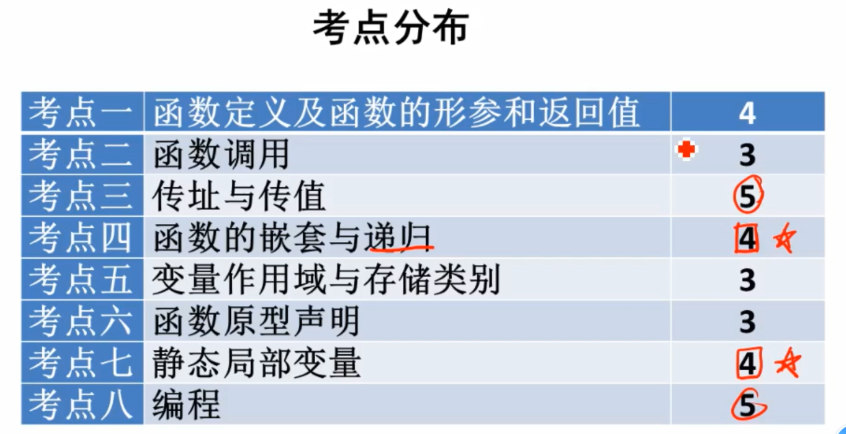 考点分布
考点一 函数定义及函数的形参和返回值 4
考点二 函数调用 3
考点三 传址与传值 5
考点四 函数的嵌套与递归 4
考点五 变量作用域与存储类别 3
考点六 函数原型声明 3
考点七 静态局部变量 4
考点八 编程 5